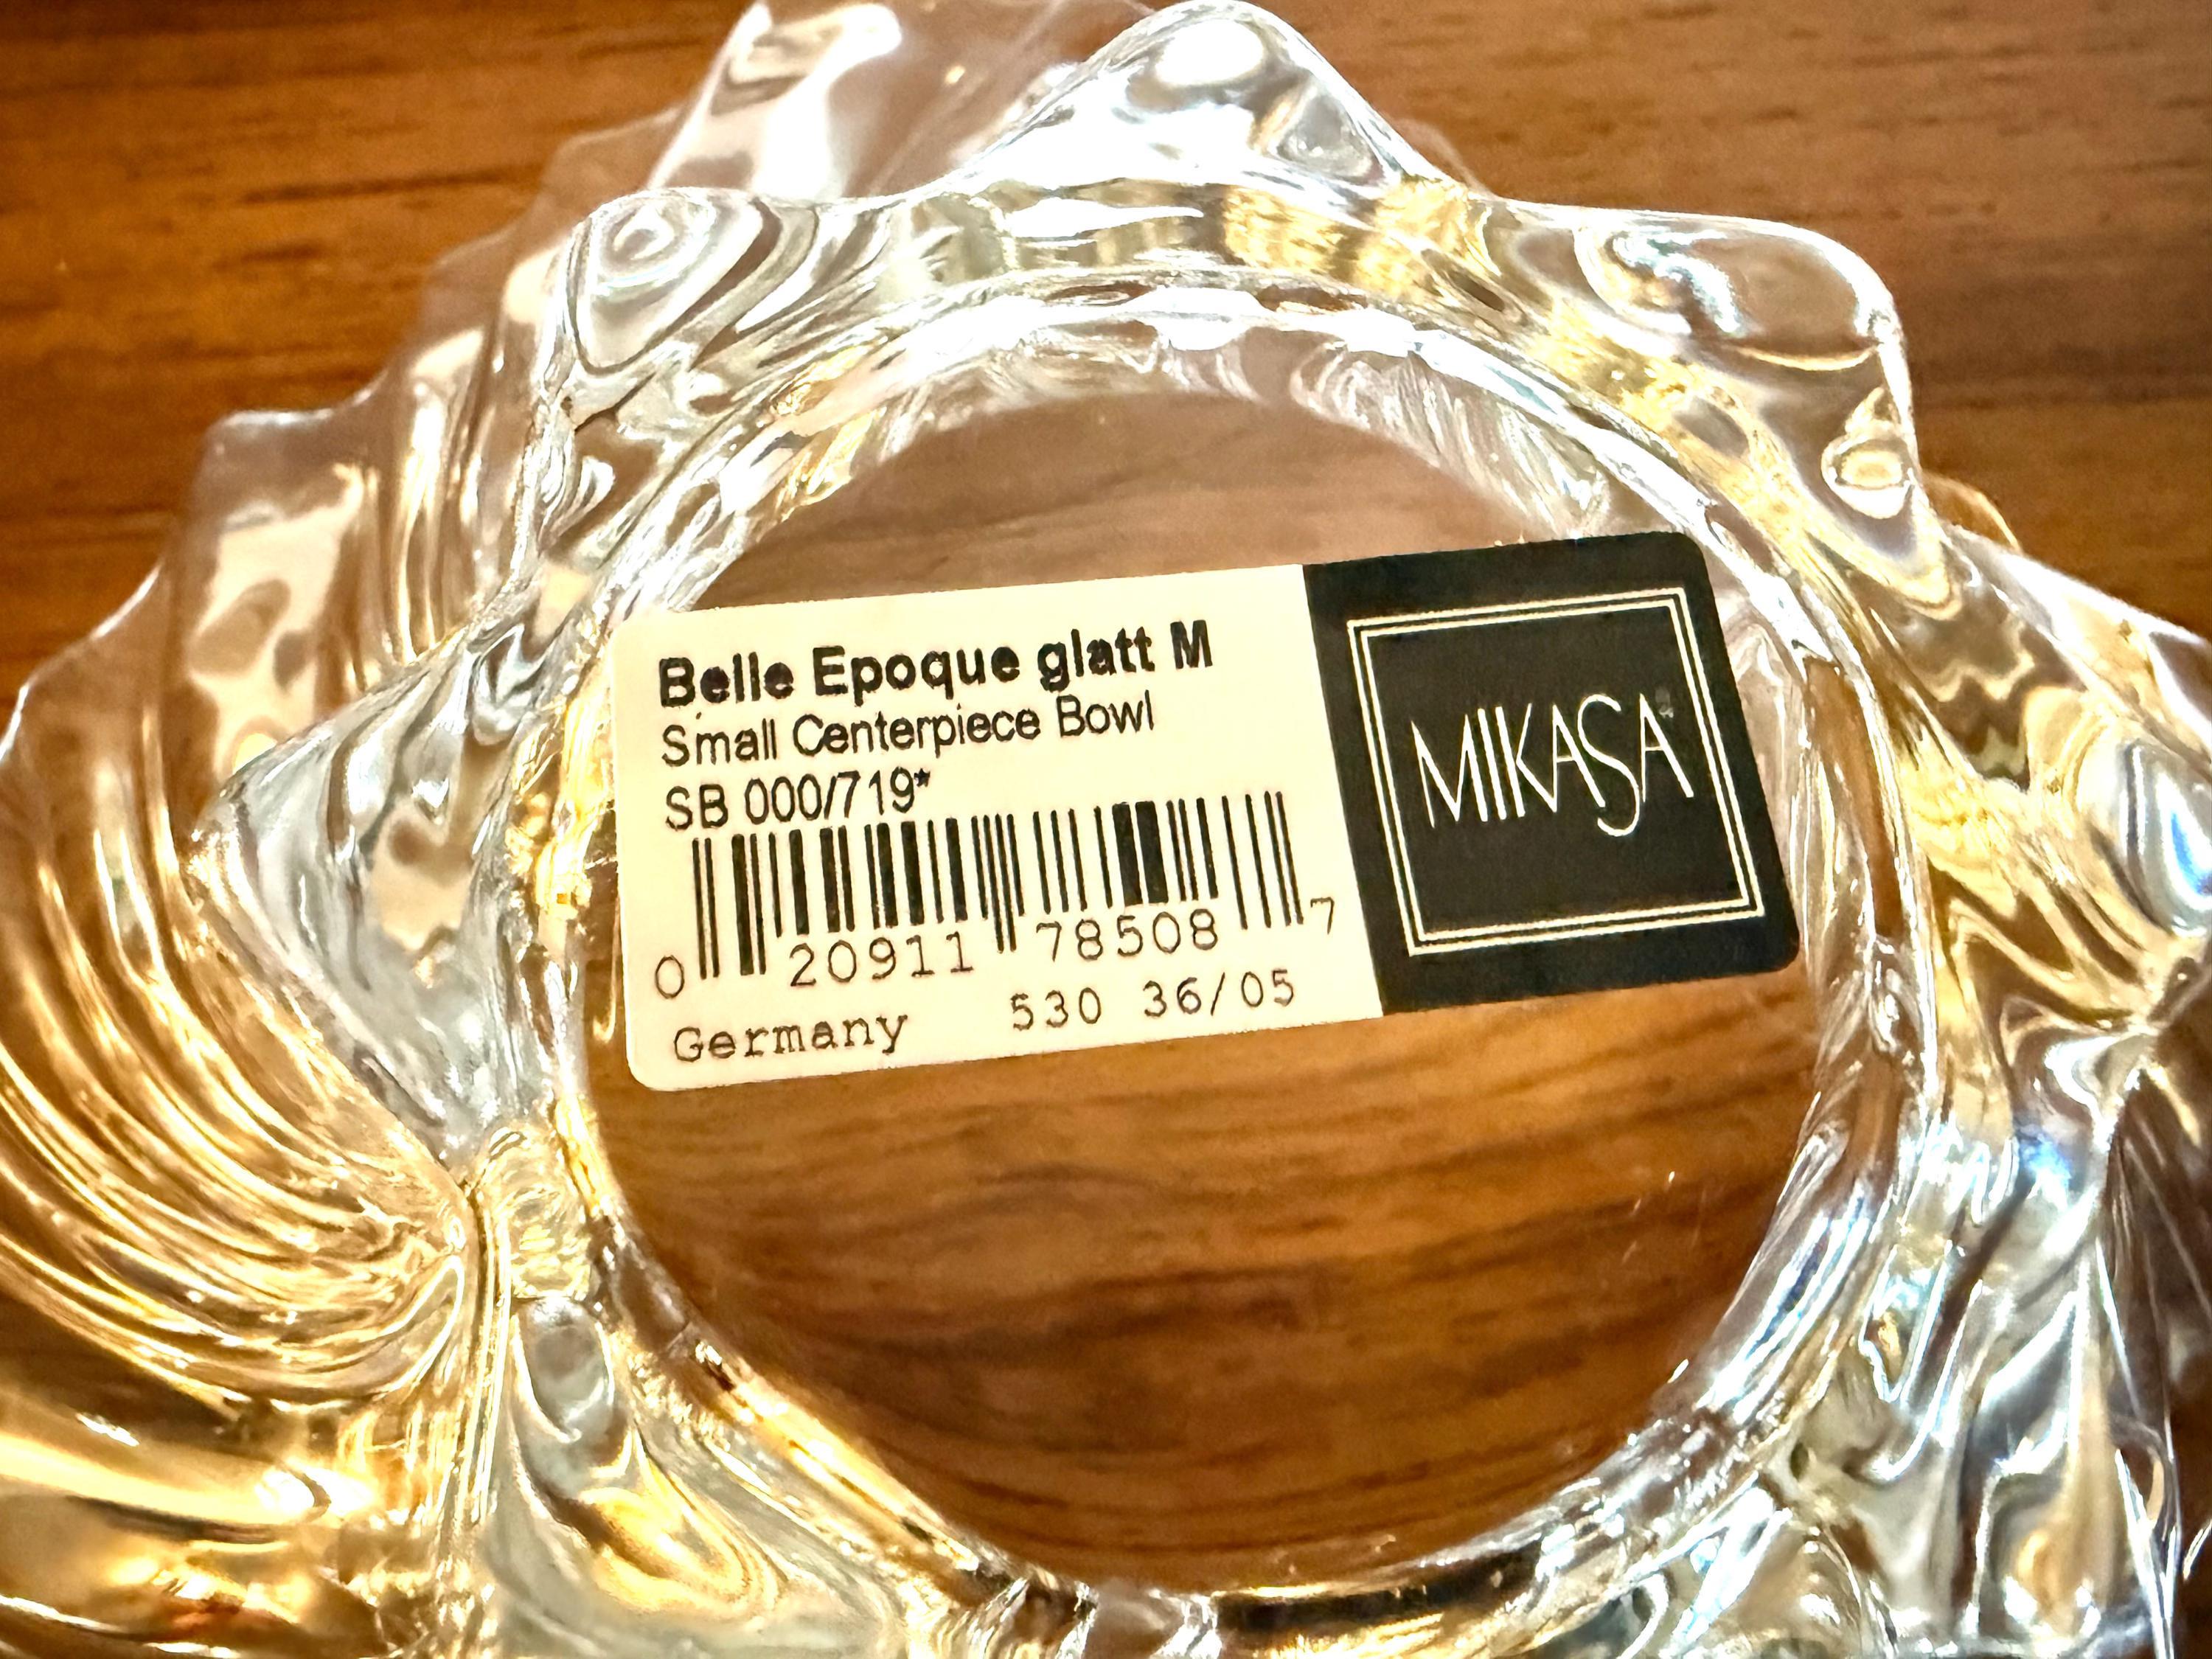 Belle Epoque glatt M
Small Centerpiece Bowl
SB 000/719*
0 20911 78508 7
Germany 530 36/05
MIKASA®